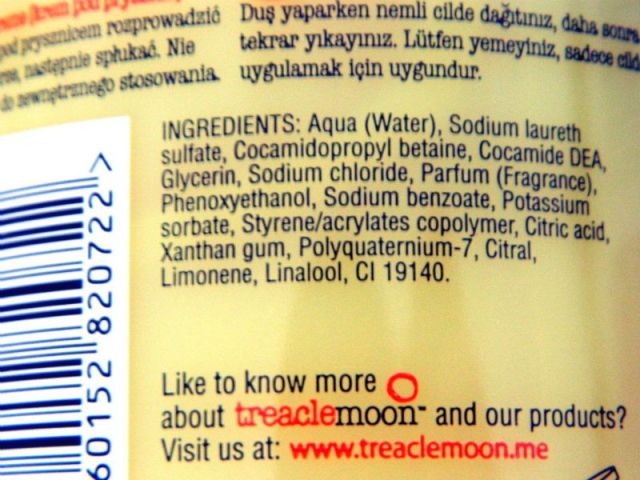 pod prysznicem rozprowadzić
następnie spłukać. Nie
do zewnętrznego stosowania.
Duş yaparken nemli cilde dağıtınız, daha sonra
tekrar yıkayınız. Lütfen yemeyiniz, sadece cilde
uygulamak için uygundur.
INGREDIENTS: Aqua (Water), Sodium laureth
sulfate, Cocamidopropyl betaine, Cocamide DEA,
Glycerin, Sodium chloride, Parfum (Fragrance),
Phenoxyethanol, Sodium benzoate, Potassium
sorbate, Styrene/acrylates copolymer, Citric acid,
Xanthan gum, Polyquaternium-7, Citral,
Limonene, Linalool, CI 19140.
60152 820722 >
Like to know more
about treaclemoon™ and our products?
Visit us at: www.treaclemoon.me